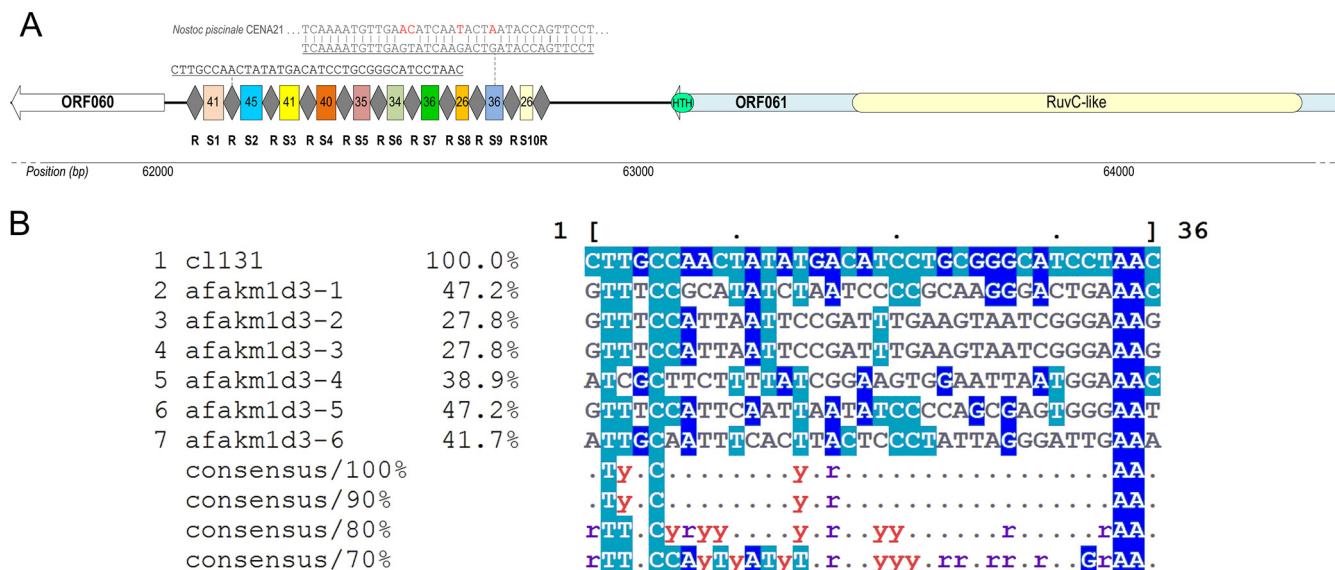 A
Nostoc piscinale CENA21 ...TCAAAATGTTGAACATCAATACTAATACCAGTTCCT...
TCAAAATGTTGAGTATCAAGACTGATACCAGTTCCT
CTTGCCAACTATATGACATCCTGCGGGCATCCTAAC
ORF060 41 45 41 40 35 34 36 26 36 26 HTH ORF061 RuvC-like
R S1 R S2 R S3 R S4 R S5 R S6 R S7 R S8 R S9 R S10 R
Position (bp) 62000 63000 64000
B
1 [ . . . ] 36
1 cl131 100.0% CTTGCCAACTATATGACATCCTGCGGGCATCCTAAC
2 afakm1d3-1 47.2% GTTTCCGCATATCTAATCCCCGCAAGGGACTGAAAC
3 afakm1d3-2 27.8% GTTTCCATTAATTCCGATTTGAAGTAATCGGGAAAG
4 afakm1d3-3 27.8% GTTTCCATTAATTCCGATTTGAAGTAATCGGGAAAG
5 afakm1d3-4 38.9% ATCGCTTCTTTTATCGGAAGTGGAATTAATGGAAAC
6 afakm1d3-5 47.2% GTTTCCATTCAATTAATATCCCCAGCGAGTGGGAAT
7 afakm1d3-6 41.7% ATTGCAATTTCACTTACTCCCTATTAGGGATTGAAA
consensus/100% .Ty.C........y.r.................AA.
consensus/90% .Ty.C........y.r.................AA.
consensus/80% rTT.Cyryy....y.r..yy......r.....rAA.
consensus/70% rTT.CCAyTyATyT.r..yyy.rr.rr.r..GrAA.